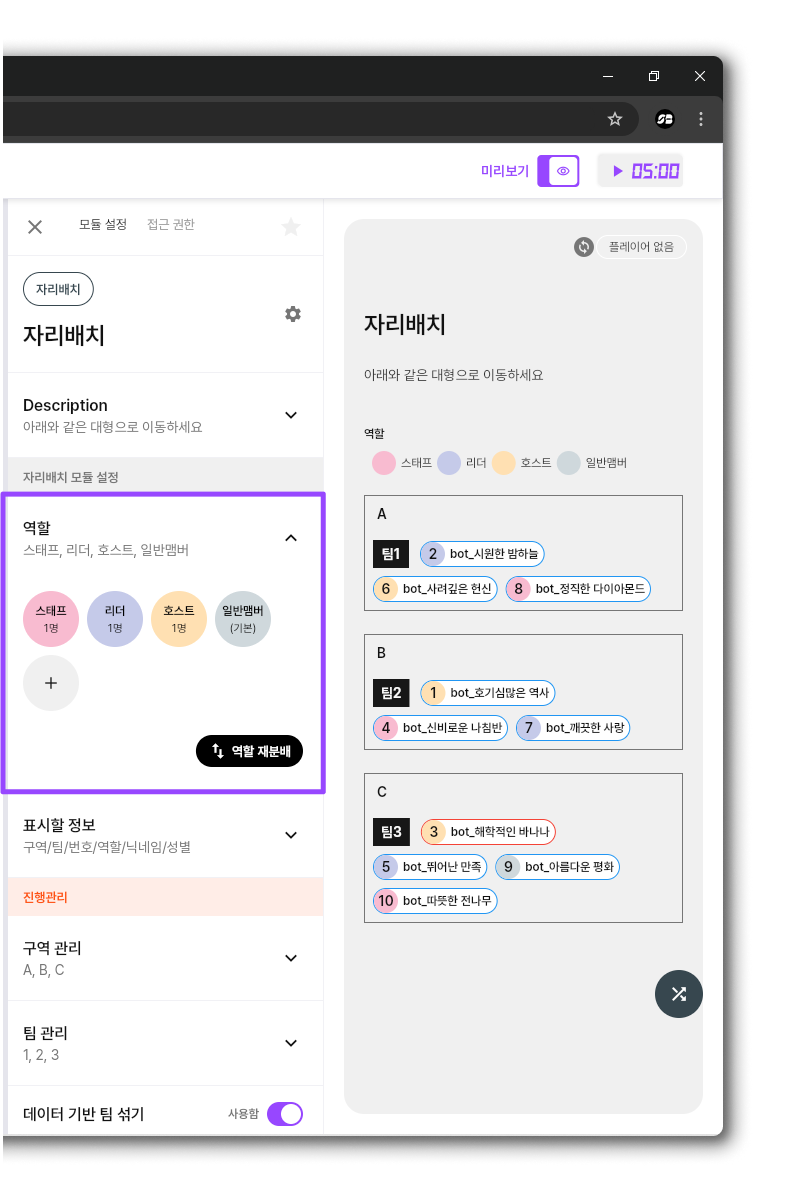 미리보기
05:00
모듈 설정 접근 권한
자리배치
자리배치
Description
아래와 같은 대형으로 이동하세요
자리배치 모듈 설정
역할
스태프, 리더, 호스트, 일반맴버
스태프 1명
리더 1명
호스트 1명
일반맴버 (기본)
+
역할 재분배
표시할 정보
구역/팀/번호/역할/닉네임/성별
진행관리
구역 관리
A, B, C
팀 관리
1, 2, 3
데이터 기반 팀 섞기 사용함
플레이어 없음
자리배치
아래와 같은 대형으로 이동하세요
역할
스태프 리더 호스트 일반맴버
A
팀1 2 bot_시원한 밤하늘
6 bot_사려깊은 헌신 8 bot_정직한 다이아몬드
B
팀2 1 bot_호기심많은 역사
4 bot_신비로운 나침반 7 bot_깨끗한 사랑
C
팀3 3 bot_해학적인 바나나
5 bot_뛰어난 만족 9 bot_아름다운 평화
10 bot_따뜻한 전나무